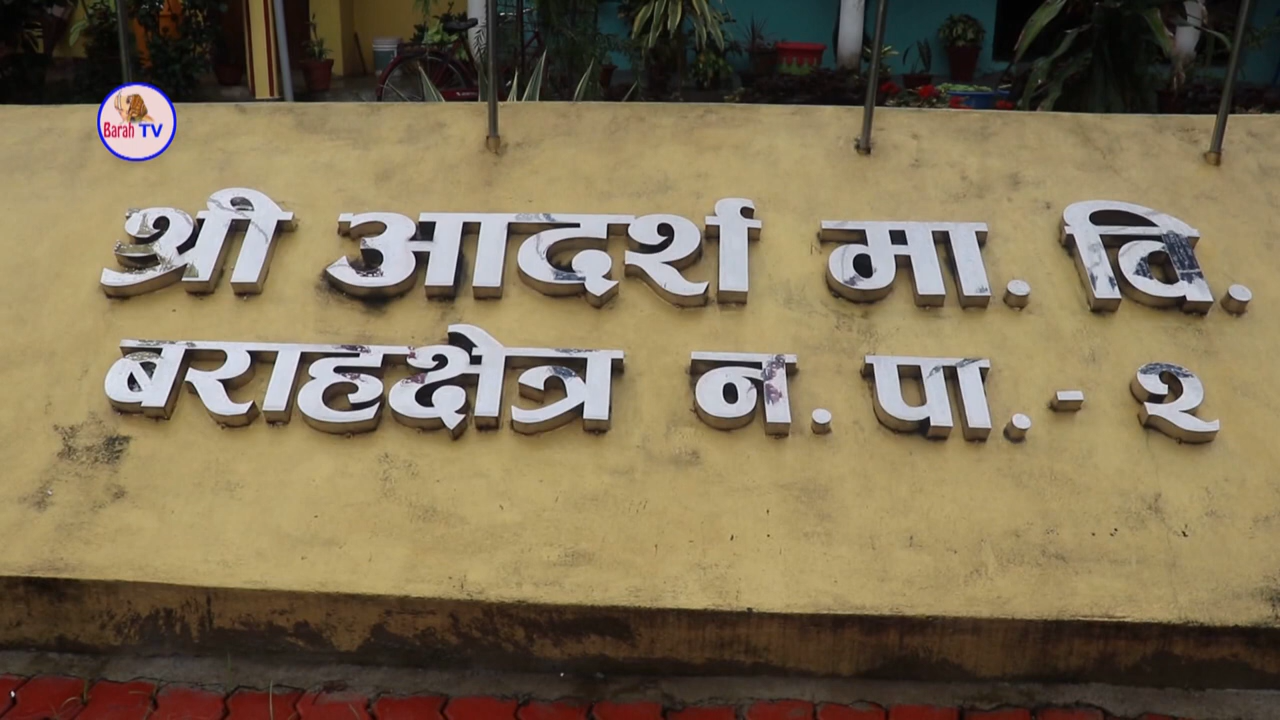 Barah TV
श्री आदर्श मा. वि.
बराहक्षेत्र न. पा. - २